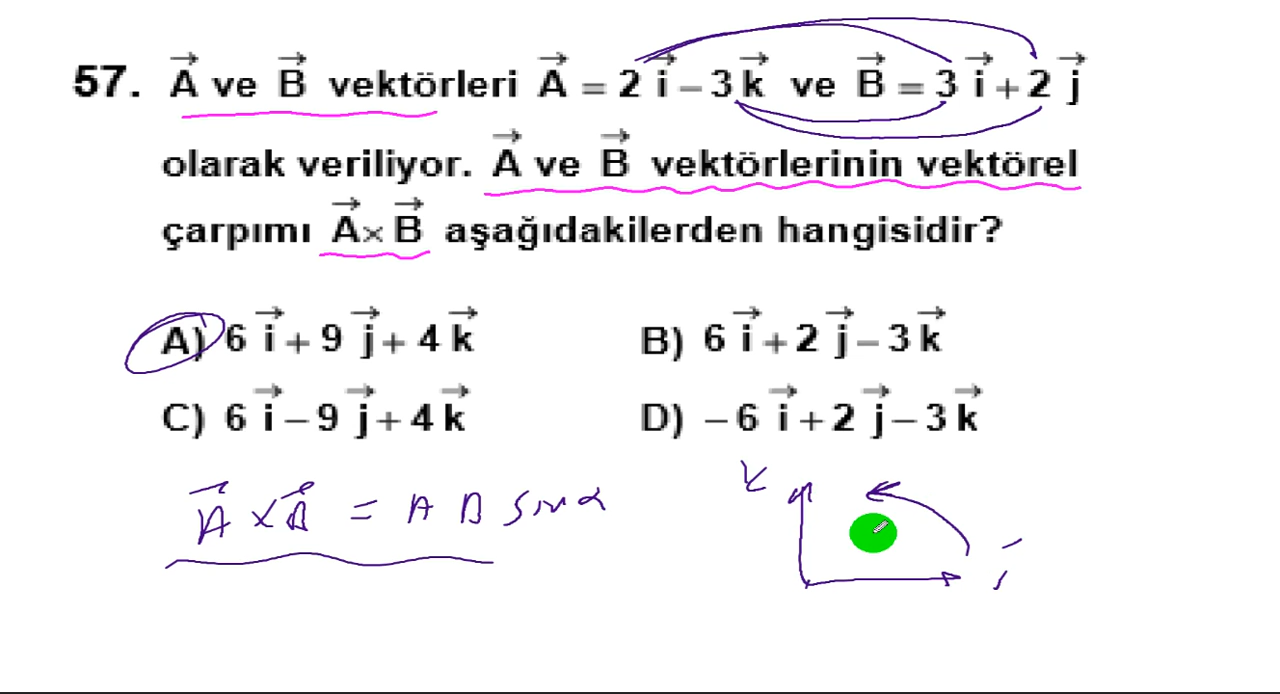 57. A⃗ ve B⃗ vektörleri A⃗ = 2 i⃗ − 3 k⃗ ve B⃗ = 3 i⃗ + 2 j⃗
olarak veriliyor. A⃗ ve B⃗ vektörlerinin vektörel
çarpımı A⃗ × B⃗ aşağıdakilerden hangisidir?
A) 6 i⃗ + 9 j⃗ + 4 k⃗
B) 6 i⃗ + 2 j⃗ − 3 k⃗
C) 6 i⃗ − 9 j⃗ + 4 k⃗
D) − 6 i⃗ + 2 j⃗ − 3 k⃗
A⃗ × B⃗ = A B sinα
k